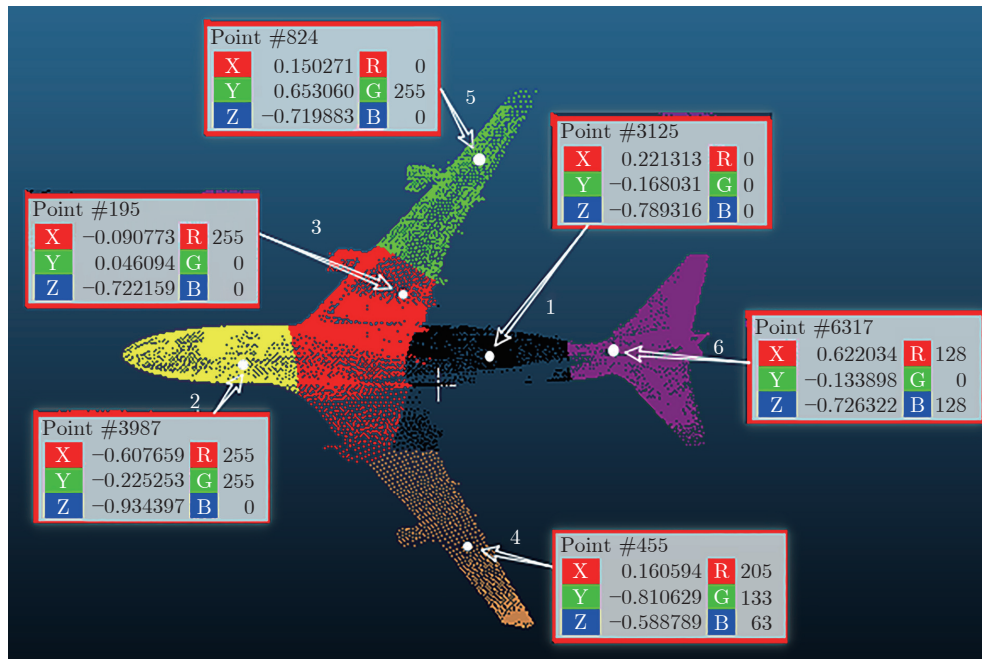 Point #824
X 0.150271 R 0
Y 0.653060 G 255
Z −0.719883 B 0
5
Point #3125
X 0.221313 R 0
Y −0.168031 G 0
Z −0.789316 B 0
Point #195
X −0.090773 R 255
Y 0.046094 G 0
Z −0.722159 B 0
3
1
Point #6317
X 0.622034 R 128
Y −0.133898 G 0
Z −0.726322 B 128
6
2
Point #3987
X −0.607659 R 255
Y −0.225253 G 255
Z −0.934397 B 0
4
Point #455
X 0.160594 R 205
Y −0.810629 G 133
Z −0.588789 B 63